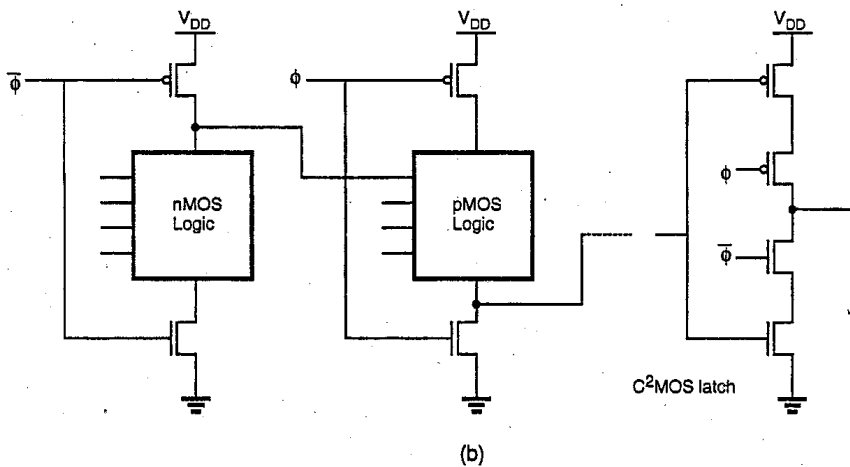 V_DD V_DD V_DD
φ̅ φ
nMOS
Logic
pMOS
Logic
φ
φ̅
C²MOS latch
(b)